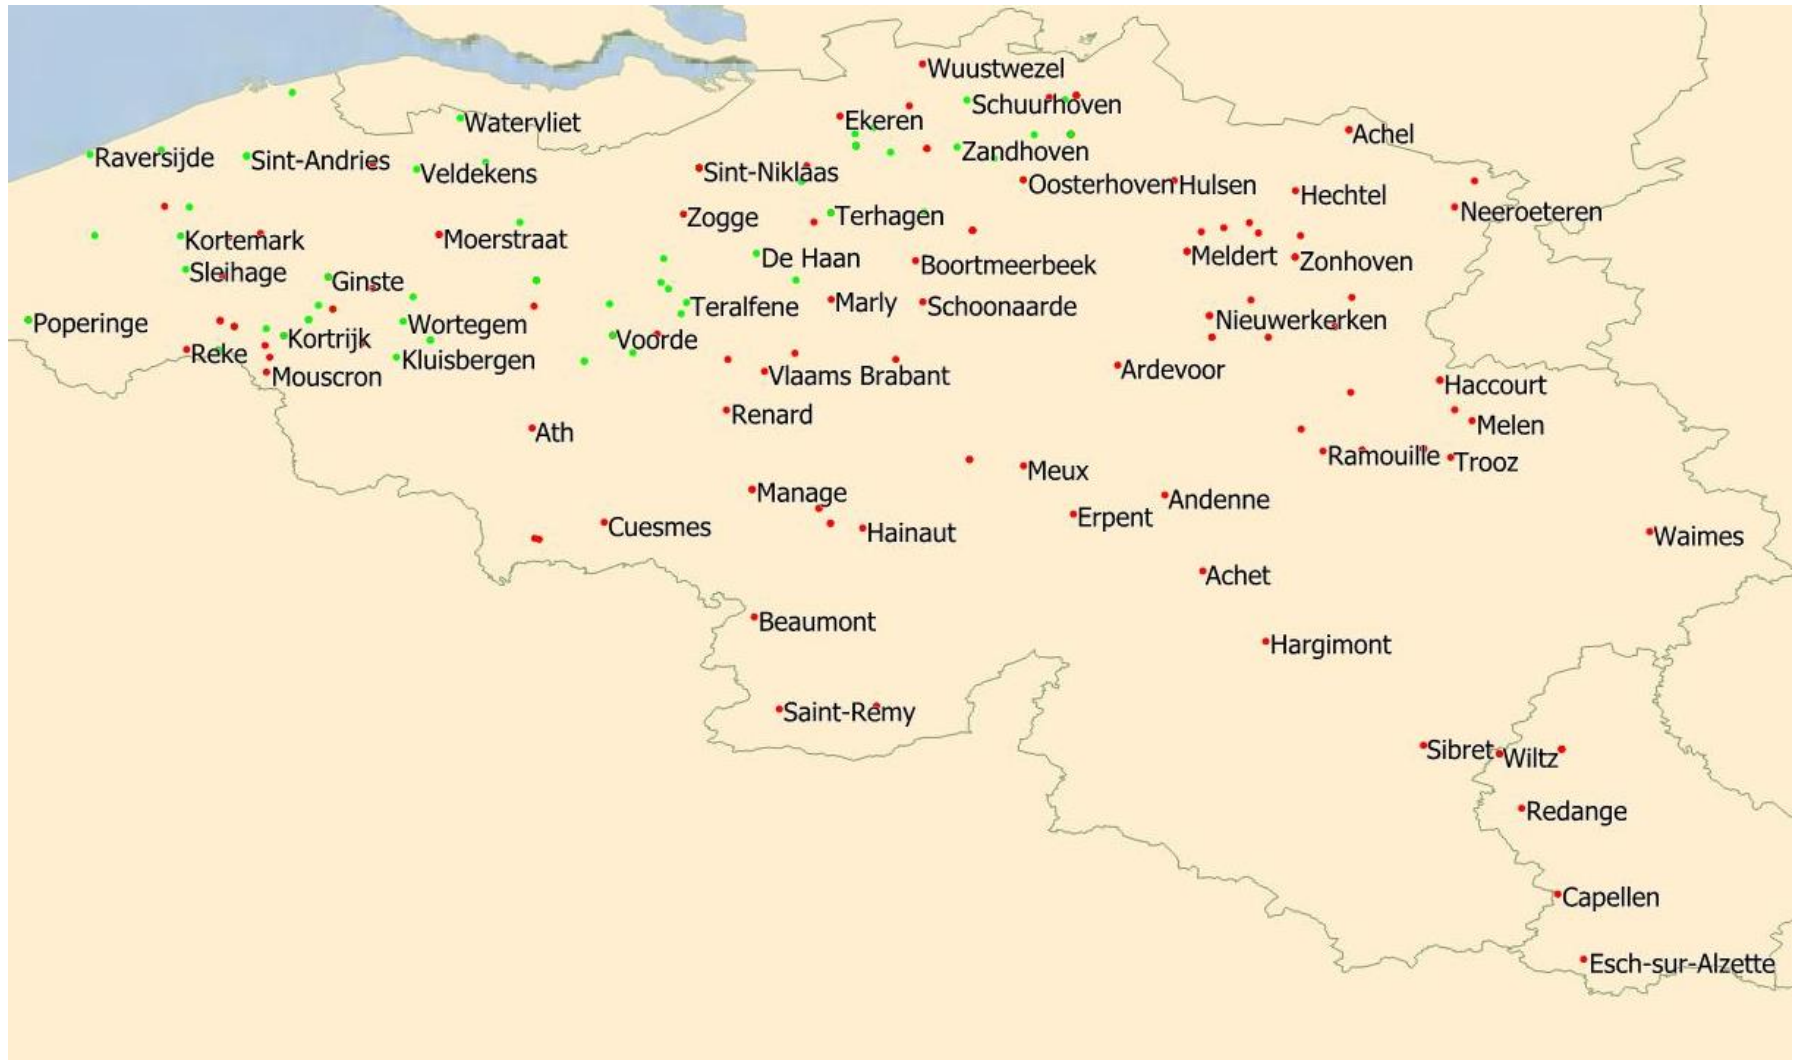 Wuustwezel
Schuurhoven
Ekeren
Watervliet
Achel
Raversijde
Sint-Andries
Zandhoven
Veldekens
Sint-Niklaas
Oosterhoven
Hulsen
Hechtel
Neeroeteren
Zogge
Terhagen
Kortemark
Moerstraat
De Haan
Meldert
Zonhoven
Boortmeerbeek
Sleihage
Ginste
Marly
Teralfene
Schoonaarde
Poperinge
Wortegem
Nieuwerkerken
Kortrijk
Voorde
Reke
Kluisbergen
Mouscron
Vlaams Brabant
Ardevoor
Haccourt
Renard
Melen
Ath
Ramouille
Trooz
Meux
Manage
Andenne
Erpent
Cuesmes
Hainaut
Waimes
Achet
Beaumont
Hargimont
Saint-Remy
Sibret
Wiltz
Redange
Capellen
Esch-sur-Alzette